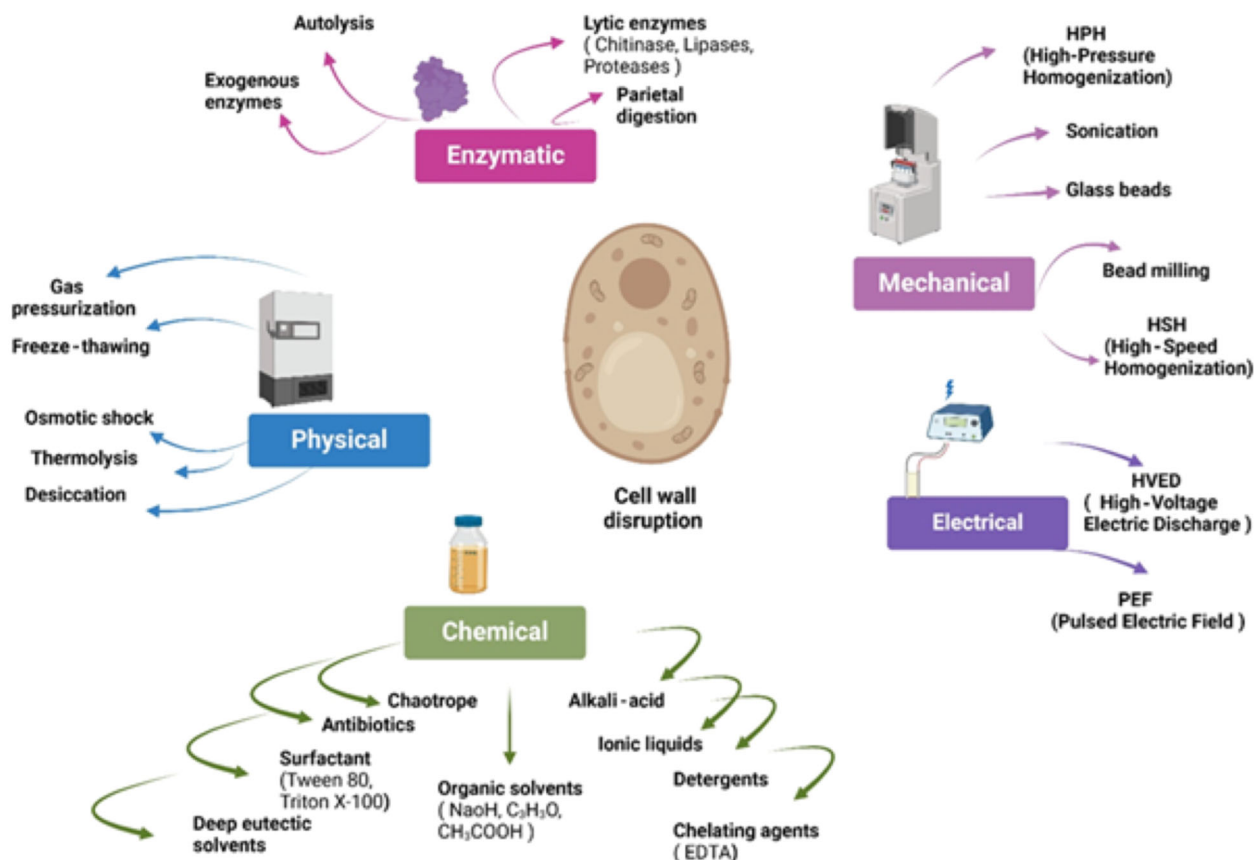 Autolysis
Exogenous
enzymes
Lytic enzymes
( Chitinase, Lipases,
Proteases )
Parietal
digestion
Enzymatic
HPH
(High-Pressure
Homogenization)
Sonication
Glass beads
Mechanical
Bead milling
HSH
(High-Speed
Homogenization)
Gas
pressurization
Freeze-thawing
Osmotic shock
Thermolysis
Desiccation
Physical
Cell wall
disruption
HVED
( High-Voltage
Electric Discharge )
Electrical
PEF
(Pulsed Electric Field )
Chemical
Chaotrope
Antibiotics
Surfactant
(Tween 80,
Triton X-100)
Deep eutectic
solvents
Organic solvents
( NaoH, C₃H₃O,
CH₃COOH )
Alkali-acid
Ionic liquids
Detergents
Chelating agents
( EDTA)